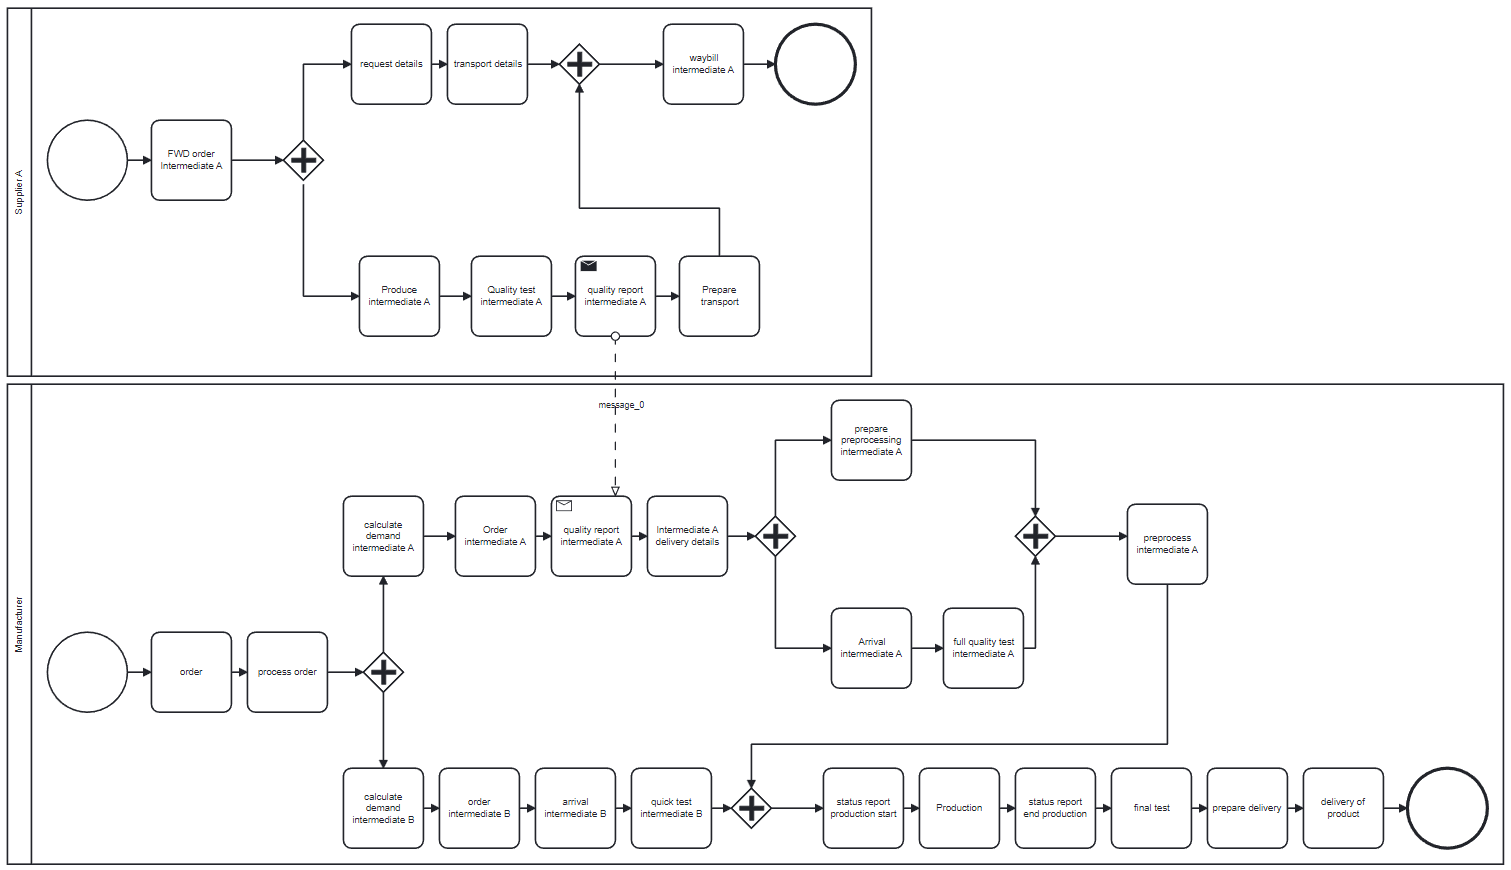 Supplier A
request details
transport details
waybill
intermediate A
FWD order
Intermediate A
Produce
intermediate A
Quality test
intermediate A
quality report
intermediate A
Prepare
transport
message_0
Manufacturer
prepare
preprocessing
intermediate A
calculate
demand
intermediate A
Order
intermediate A
quality report
intermediate A
Intermediate A
delivery details
preprocess
intermediate A
Arrival
intermediate A
full quality test
intermediate A
order
process order
calculate
demand
intermediate B
order
intermediate B
arrival
intermediate B
quick test
intermediate B
status report
production start
Production
status report
end production
final test
prepare delivery
delivery of
product